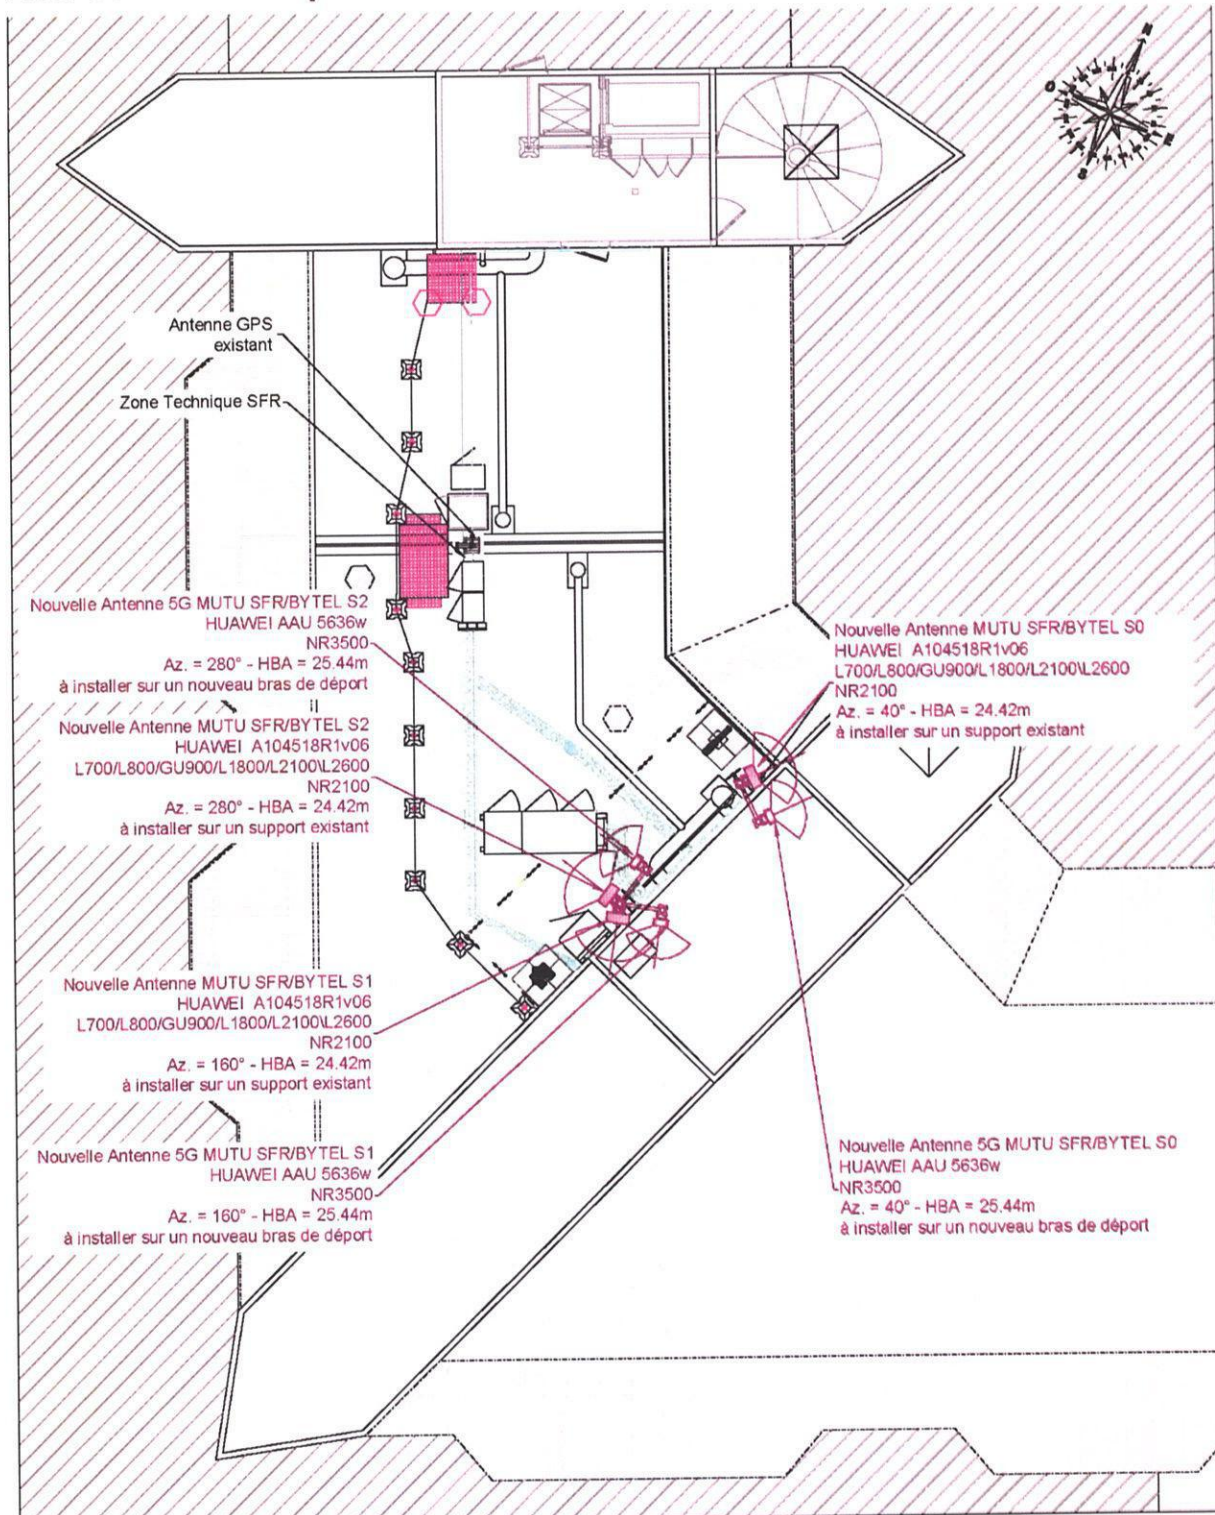 N
O
E
S
Antenne GPS
existant
Zone Technique SFR
Nouvelle Antenne 5G MUTU SFR/BYTEL S2
HUAWEI AAU 5636w
NR3500
Az. = 280° - HBA = 25.44m
à installer sur un nouveau bras de déport
Nouvelle Antenne MUTU SFR/BYTEL S2
HUAWEI A104518R1v06
L700/L800/GU900/L1800/L2100\L2600
NR2100
Az. = 280° - HBA = 24.42m
à installer sur un support existant
Nouvelle Antenne MUTU SFR/BYTEL S0
HUAWEI A104518R1v06
L700/L800/GU900/L1800/L2100\L2600
NR2100
Az. = 40° - HBA = 24.42m
à installer sur un support existant
Nouvelle Antenne MUTU SFR/BYTEL S1
HUAWEI A104518R1v06
L700/L800/GU900/L1800/L2100\L2600
NR2100
Az. = 160° - HBA = 24.42m
à installer sur un support existant
Nouvelle Antenne 5G MUTU SFR/BYTEL S1
HUAWEI AAU 5636w
NR3500
Az. = 160° - HBA = 25.44m
à installer sur un nouveau bras de déport
Nouvelle Antenne 5G MUTU SFR/BYTEL S0
HUAWEI AAU 5636w
NR3500
Az. = 40° - HBA = 25.44m
à installer sur un nouveau bras de déport